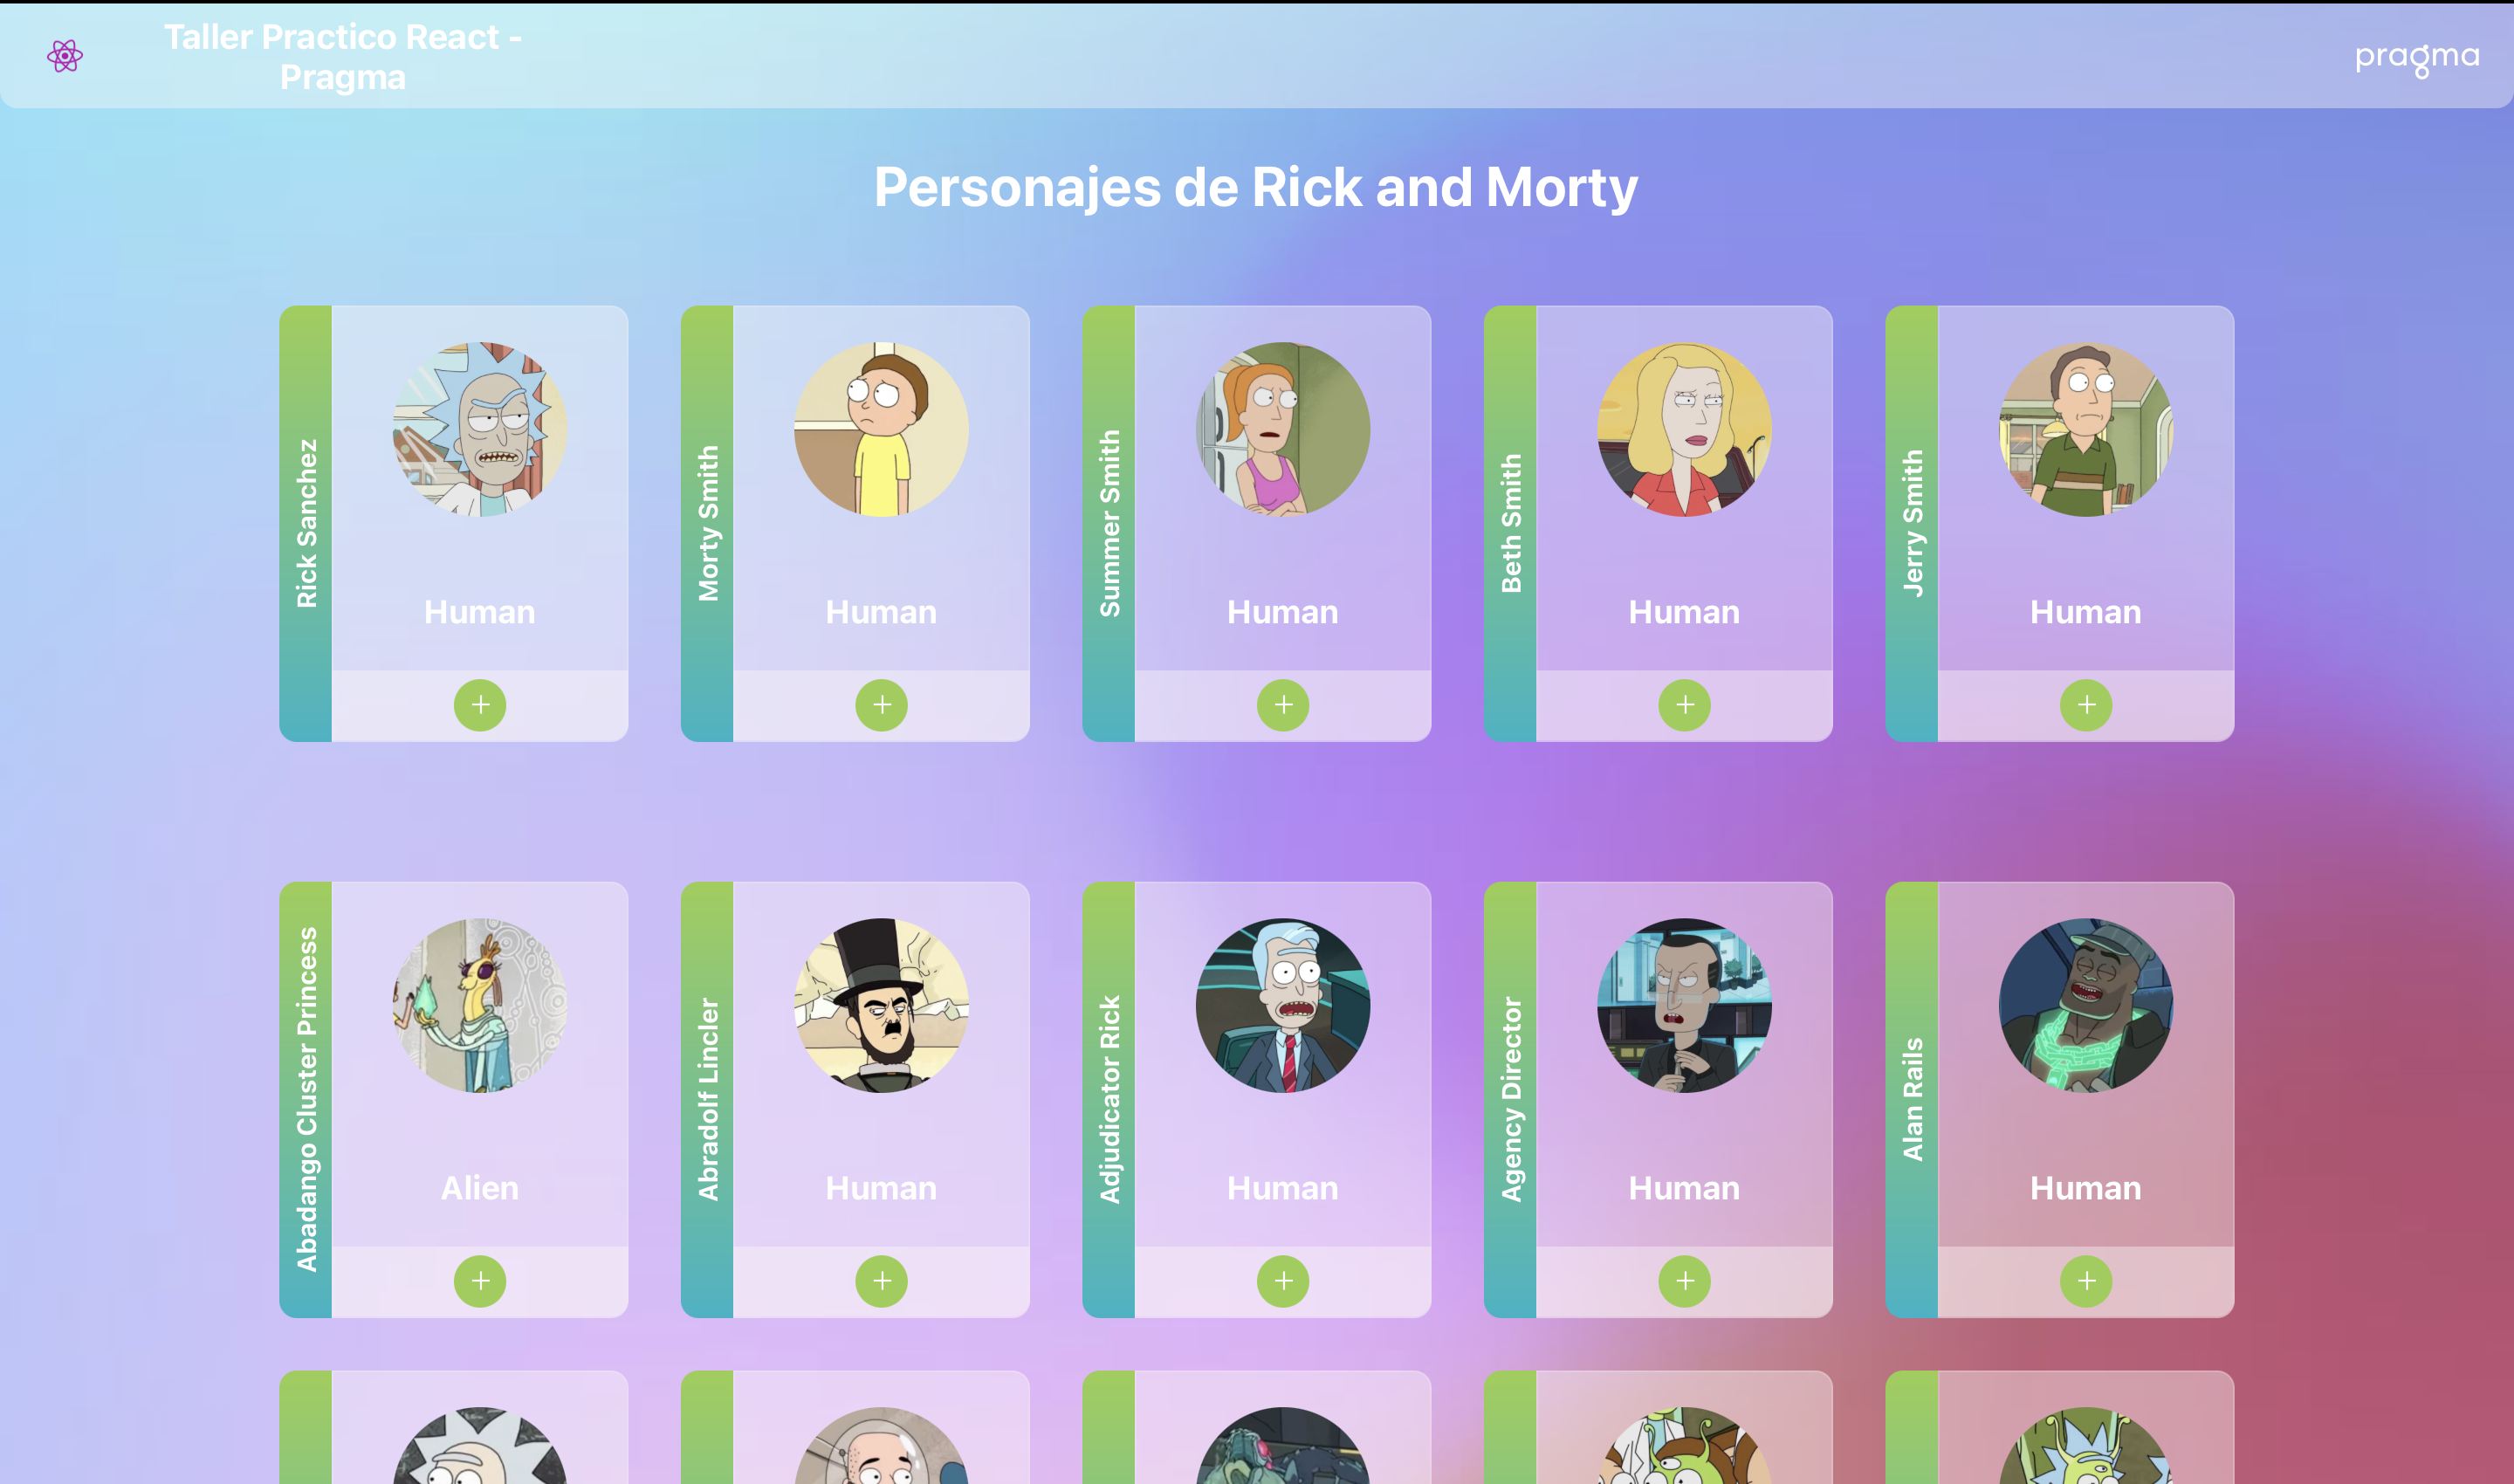 Taller Practico React -
Pragma
pragma
Personajes de Rick and Morty
Rick Sanchez
Human
Morty Smith
Human
Summer Smith
Human
Beth Smith
Human
Jerry Smith
Human
Abadango Cluster Princess
Alien
Abradolf Lincler
Human
Adjudicator Rick
Human
Agency Director
Human
Alan Rails
Human